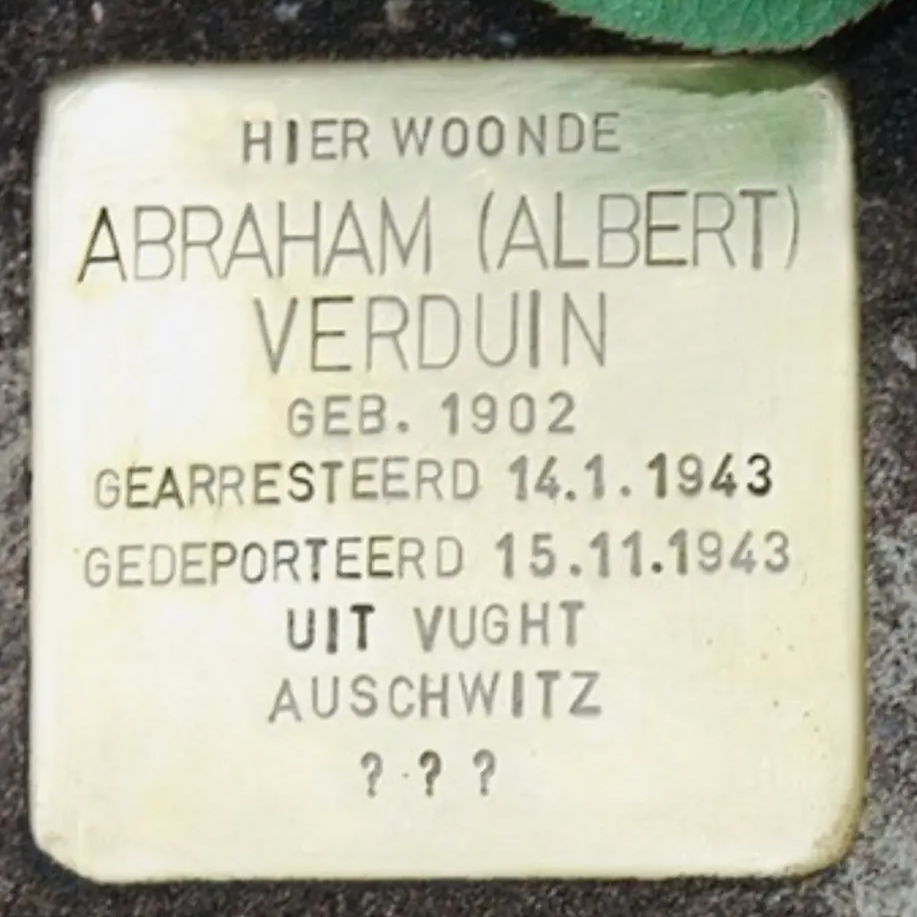 HIER WOONDE
ABRAHAM (ALBERT)
VERDUIN
GEB. 1902
GEARRESTEERD 14.1.1943
GEDEPORTEERD 15.11.1943
UIT VUGHT
AUSCHWITZ
? ? ?